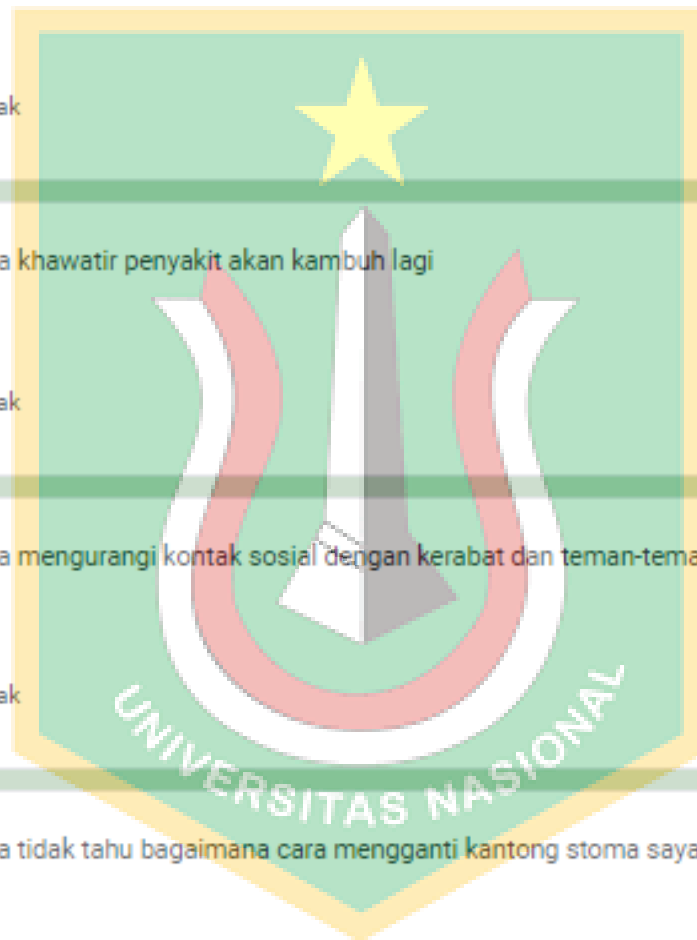 ak
a khawatir penyakit akan kambuh lagi
ak
a mengurangi kontak sosial dengan kerabat dan teman-tema
ak
UNIVERSITAS NASIONAL
a tidak tahu bagaimana cara mengganti kantong stoma saya